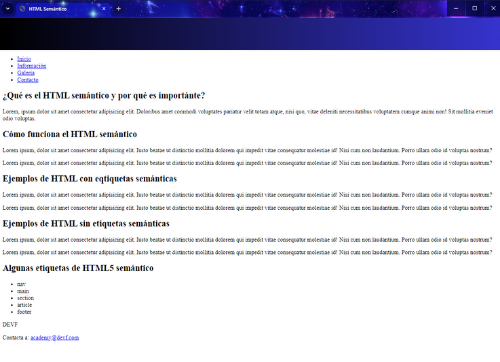 HTML Semántico
Inicio
Información
Galería
Contacto
¿Qué es el HTML semántico y por qué es importánte?
Lorem, ipsum dolor sit amet consectetur adipisicing elit. Doloribus amet commodi voluptates pariatur velit totam atque, nisi quo, vitae deleniti necessitatibus voluptatem cumque animi non! Sit mollitia eveniet
odio voluptas.
Cómo funciona el HTML semántico
Lorem ipsum, dolor sit amet consectetur adipisicing elit. Iusto beatae ut distinctio mollitia dolorem qui impedit vitae consequatur molestiae id! Nisi cum non laudantium. Porro ullam odio id voluptas nostrum?
Lorem ipsum, dolor sit amet consectetur adipisicing elit. Iusto beatae ut distinctio mollitia dolorem qui impedit vitae consequatur molestiae id! Nisi cum non laudantium. Porro ullam odio id voluptas nostrum?
Ejemplos de HTML con eqtiquetas semánticas
Lorem ipsum, dolor sit amet consectetur adipisicing elit. Iusto beatae ut distinctio mollitia dolorem qui impedit vitae consequatur molestiae id! Nisi cum non laudantium. Porro ullam odio id voluptas nostrum?
Lorem ipsum, dolor sit amet consectetur adipisicing elit. Iusto beatae ut distinctio mollitia dolorem qui impedit vitae consequatur molestiae id! Nisi cum non laudantium. Porro ullam odio id voluptas nostrum?
Ejemplos de HTML sin etiquetas semánticas
Lorem ipsum, dolor sit amet consectetur adipisicing elit. Iusto beatae ut distinctio mollitia dolorem qui impedit vitae consequatur molestiae id! Nisi cum non laudantium. Porro ullam odio id voluptas nostrum?
Lorem ipsum, dolor sit amet consectetur adipisicing elit. Iusto beatae ut distinctio mollitia dolorem qui impedit vitae consequatur molestiae id! Nisi cum non laudantium. Porro ullam odio id voluptas nostrum?
Algunas etiquetas de HTML5 semántico
nav
main
section
article
footer
DEVF
Contacta a: academy@devf.com